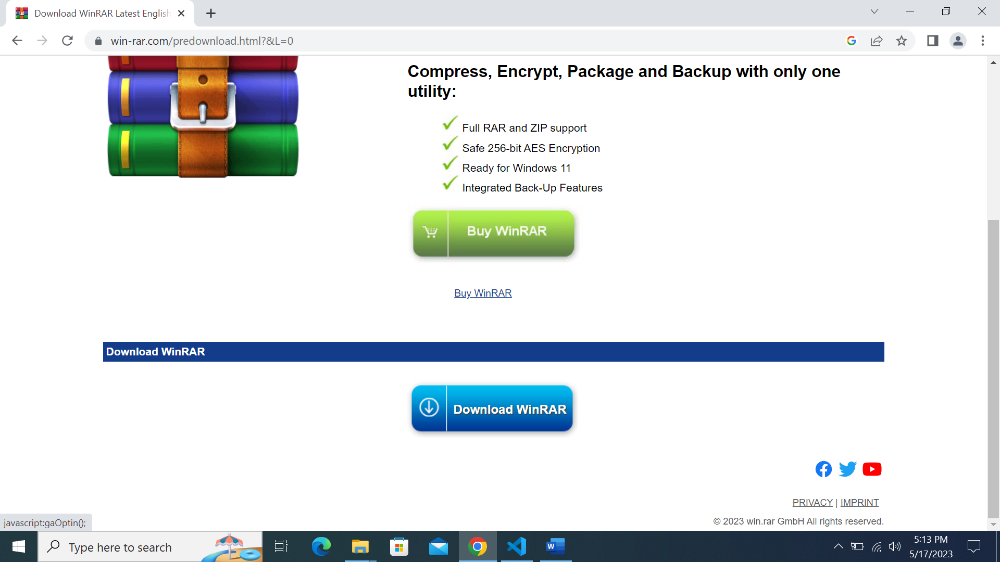 Download WinRAR Latest English
win-rar.com/predownload.html?&L=0
Compress, Encrypt, Package and Backup with only one
utility:
Full RAR and ZIP support
Safe 256-bit AES Encryption
Ready for Windows 11
Integrated Back-Up Features
Buy WinRAR
Buy WinRAR
Download WinRAR
Download WinRAR
PRIVACY | IMPRINT
© 2023 win.rar GmbH All rights reserved.
javascript:gaOptin();
Type here to search
5:13 PM
5/17/2023